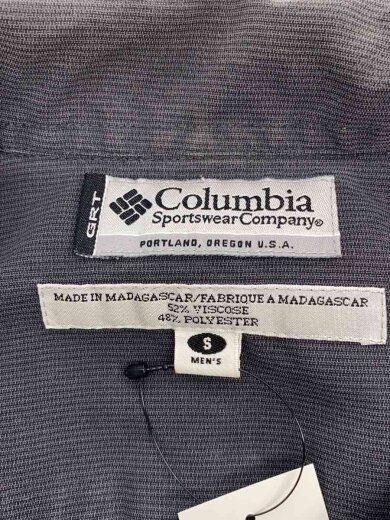 GRT
Columbia
Sportswear Company®
PORTLAND, OREGON U.S.A.
MADE IN MADAGASCAR/FABRIQUE A MADAGASCAR
52% VISCOSE
48% POLYESTER
S
MEN'S